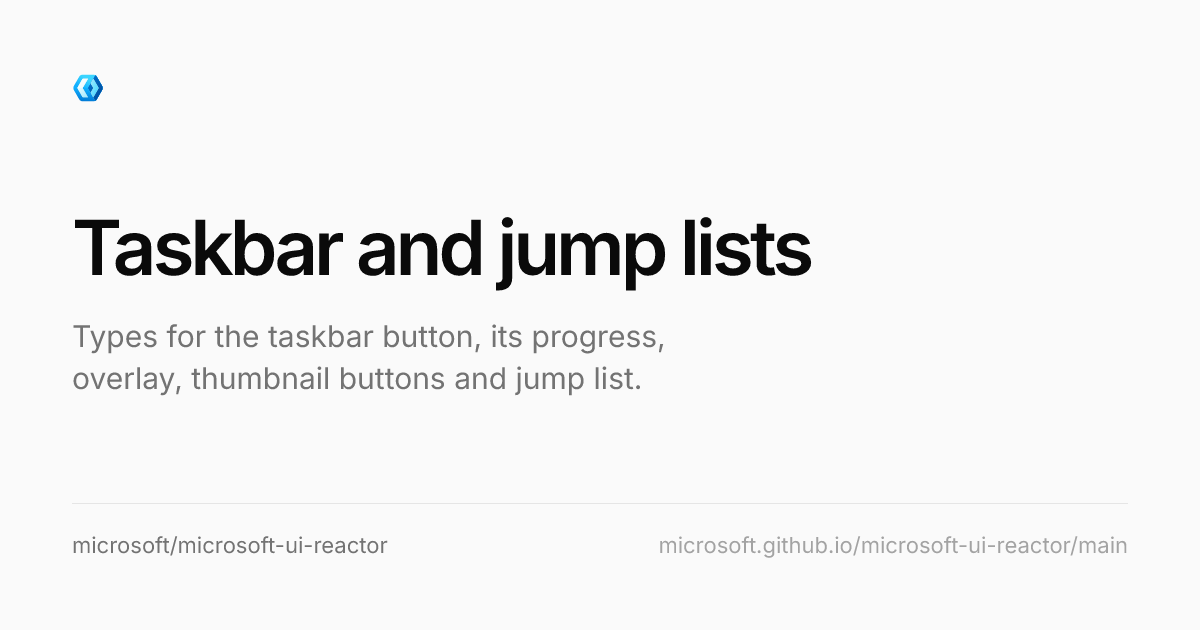 Taskbar and jump lists
Types for the taskbar button, its progress,
overlay, thumbnail buttons and jump list.
microsoft/microsoft-ui-reactor
microsoft.github.io/microsoft-ui-reactor/main